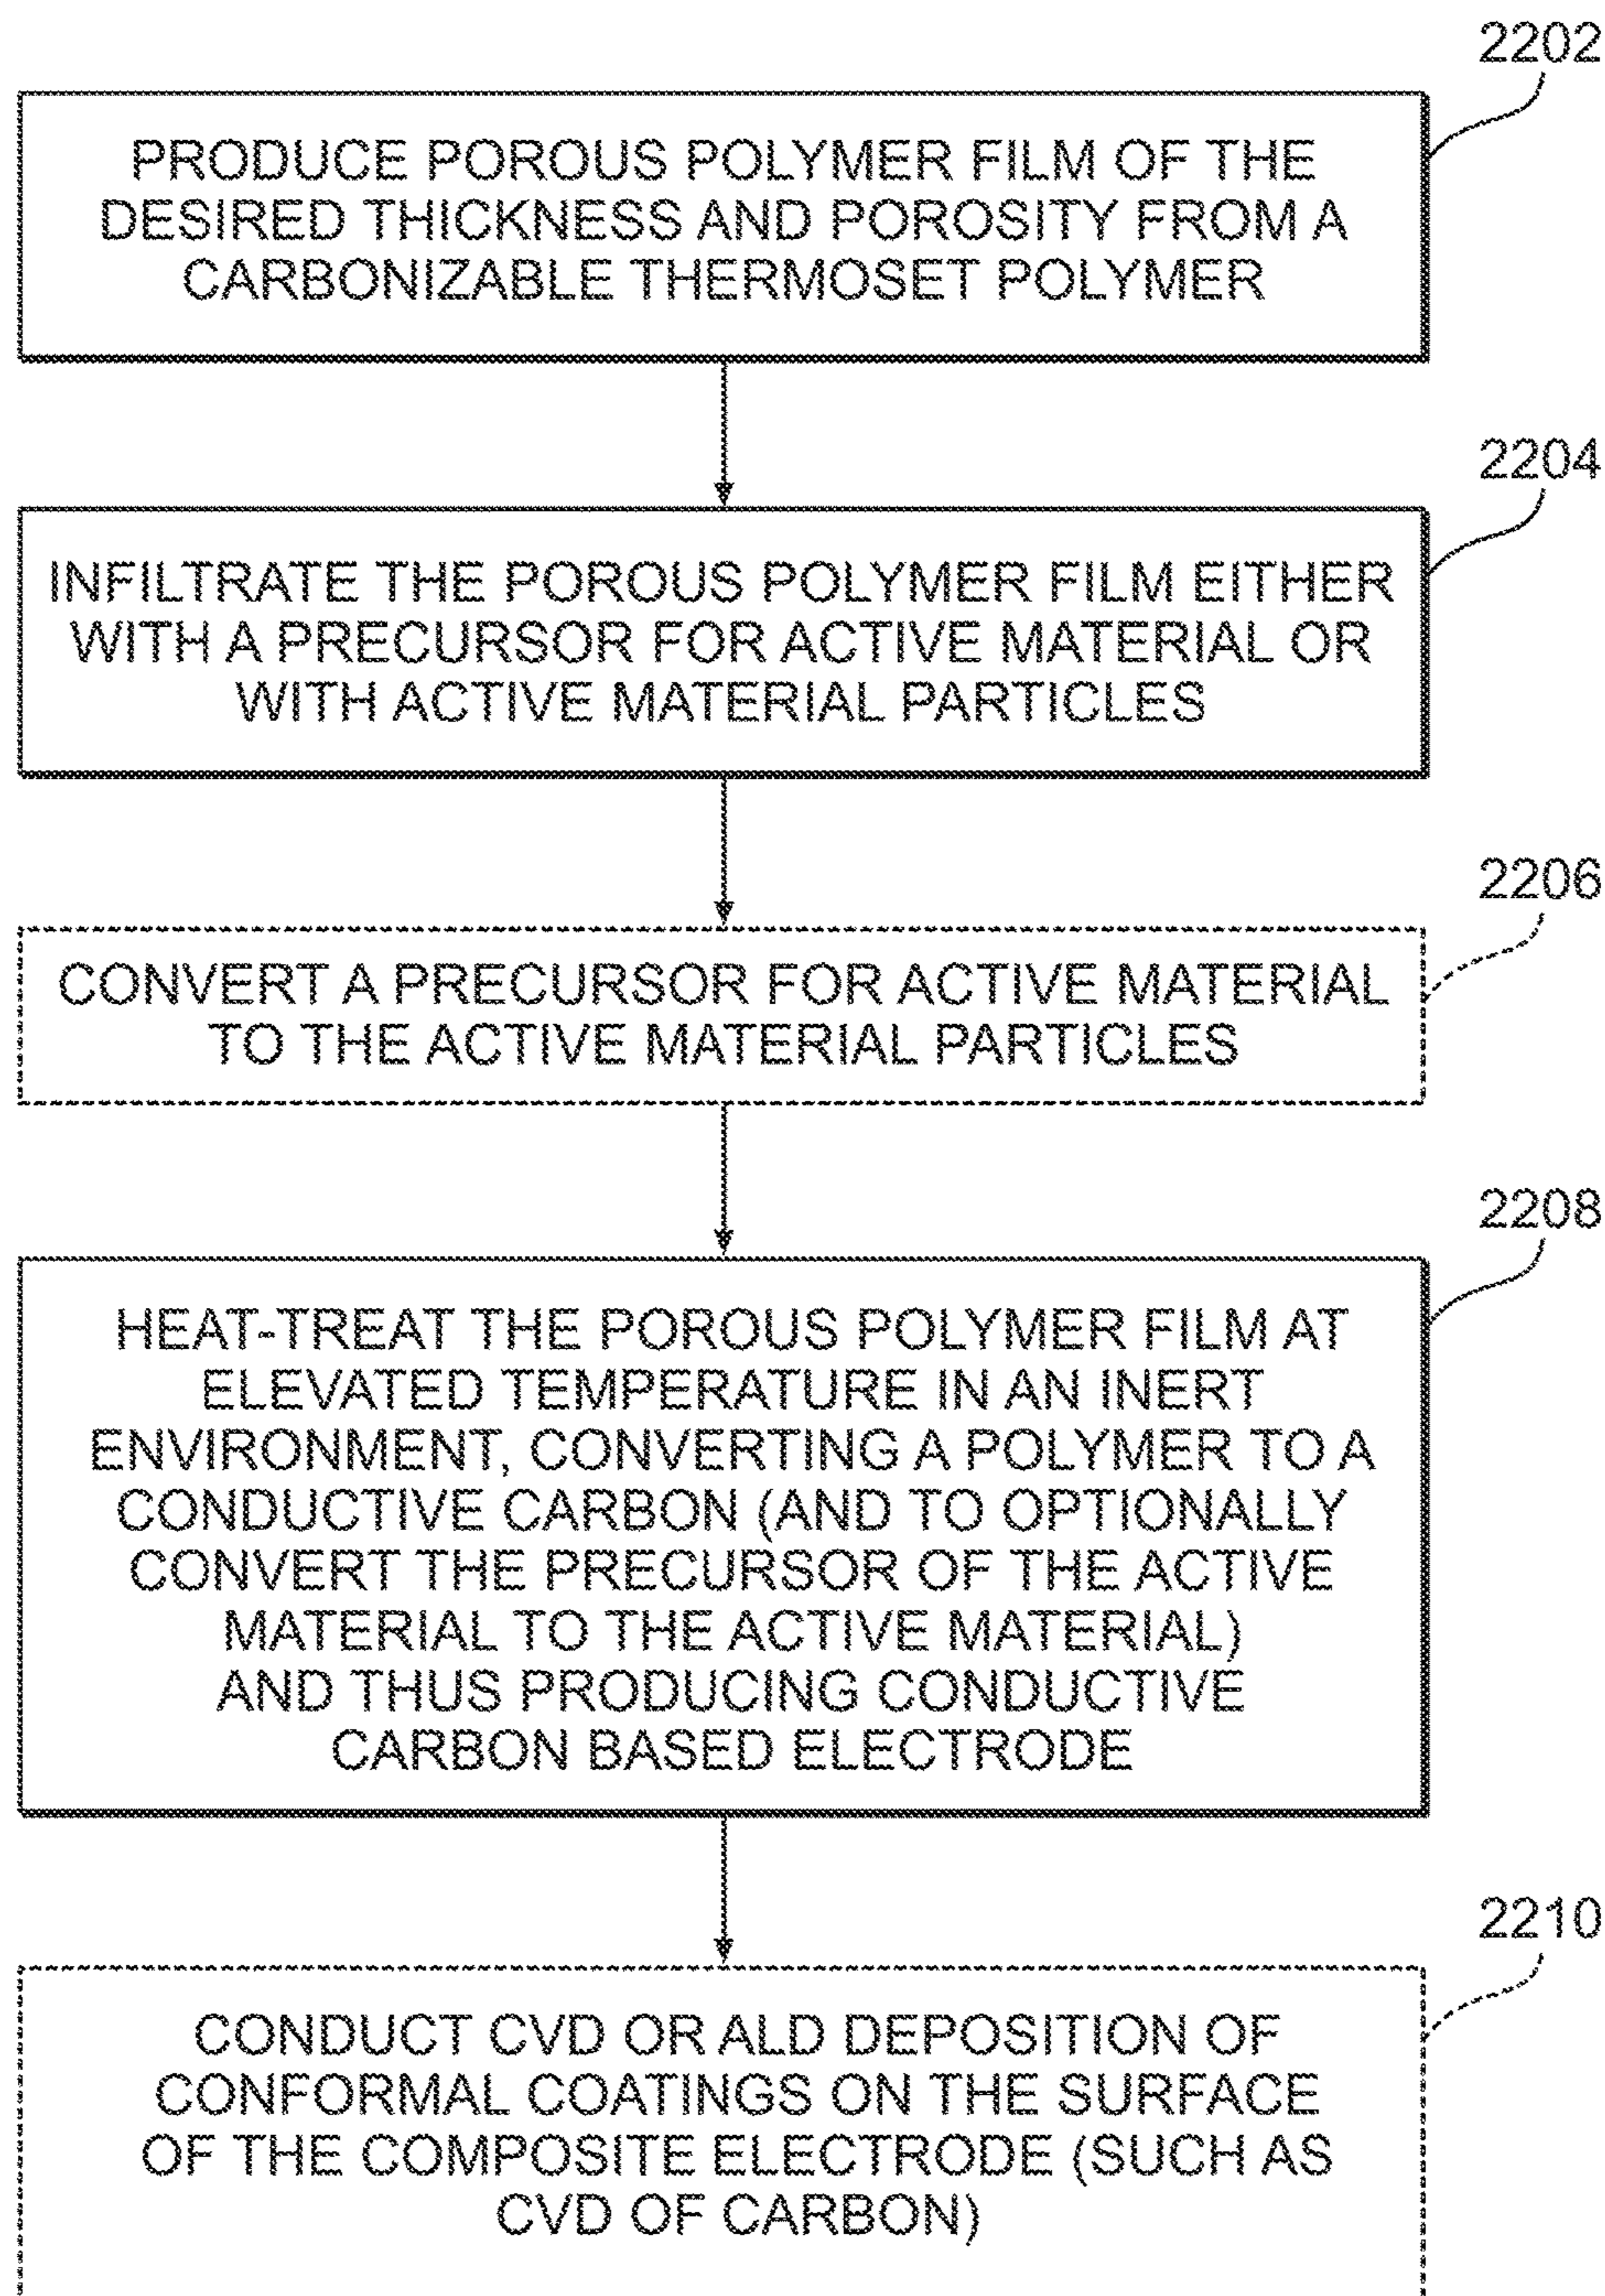 2202
PRODUCE POROUS POLYMER FILM OF THE
DESIRED THICKNESS AND POROSITY FROM A
CARBONIZABLE THERMOSET POLYMER
2204
INFILTRATE THE POROUS POLYMER FILM EITHER
WITH A PRECURSOR FOR ACTIVE MATERIAL OR
WITH ACTIVE MATERIAL PARTICLES
2206
CONVERT A PRECURSOR FOR ACTIVE MATERIAL
TO THE ACTIVE MATERIAL PARTICLES
2208
HEAT-TREAT THE POROUS POLYMER FILM AT
ELEVATED TEMPERATURE IN AN INERT
ENVIRONMENT, CONVERTING A POLYMER TO A
CONDUCTIVE CARBON (AND TO OPTIONALLY
CONVERT THE PRECURSOR OF THE ACTIVE
MATERIAL TO THE ACTIVE MATERIAL)
AND THUS PRODUCING CONDUCTIVE
CARBON BASED ELECTRODE
2210
CONDUCT CVD OR ALD DEPOSITION OF
CONFORMAL COATINGS ON THE SURFACE
OF THE COMPOSITE ELECTRODE (SUCH AS
CVD OF CARBON)